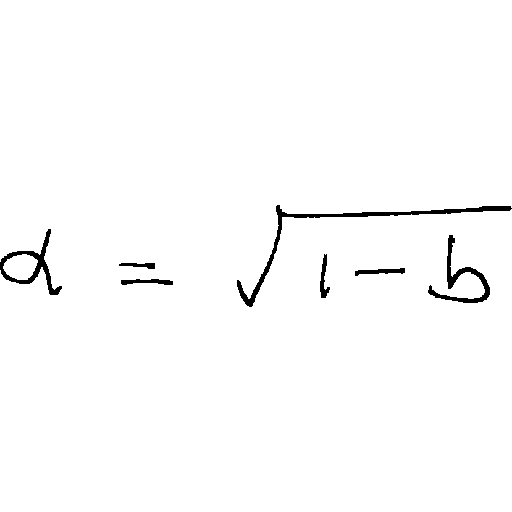 α = √(1 - b)